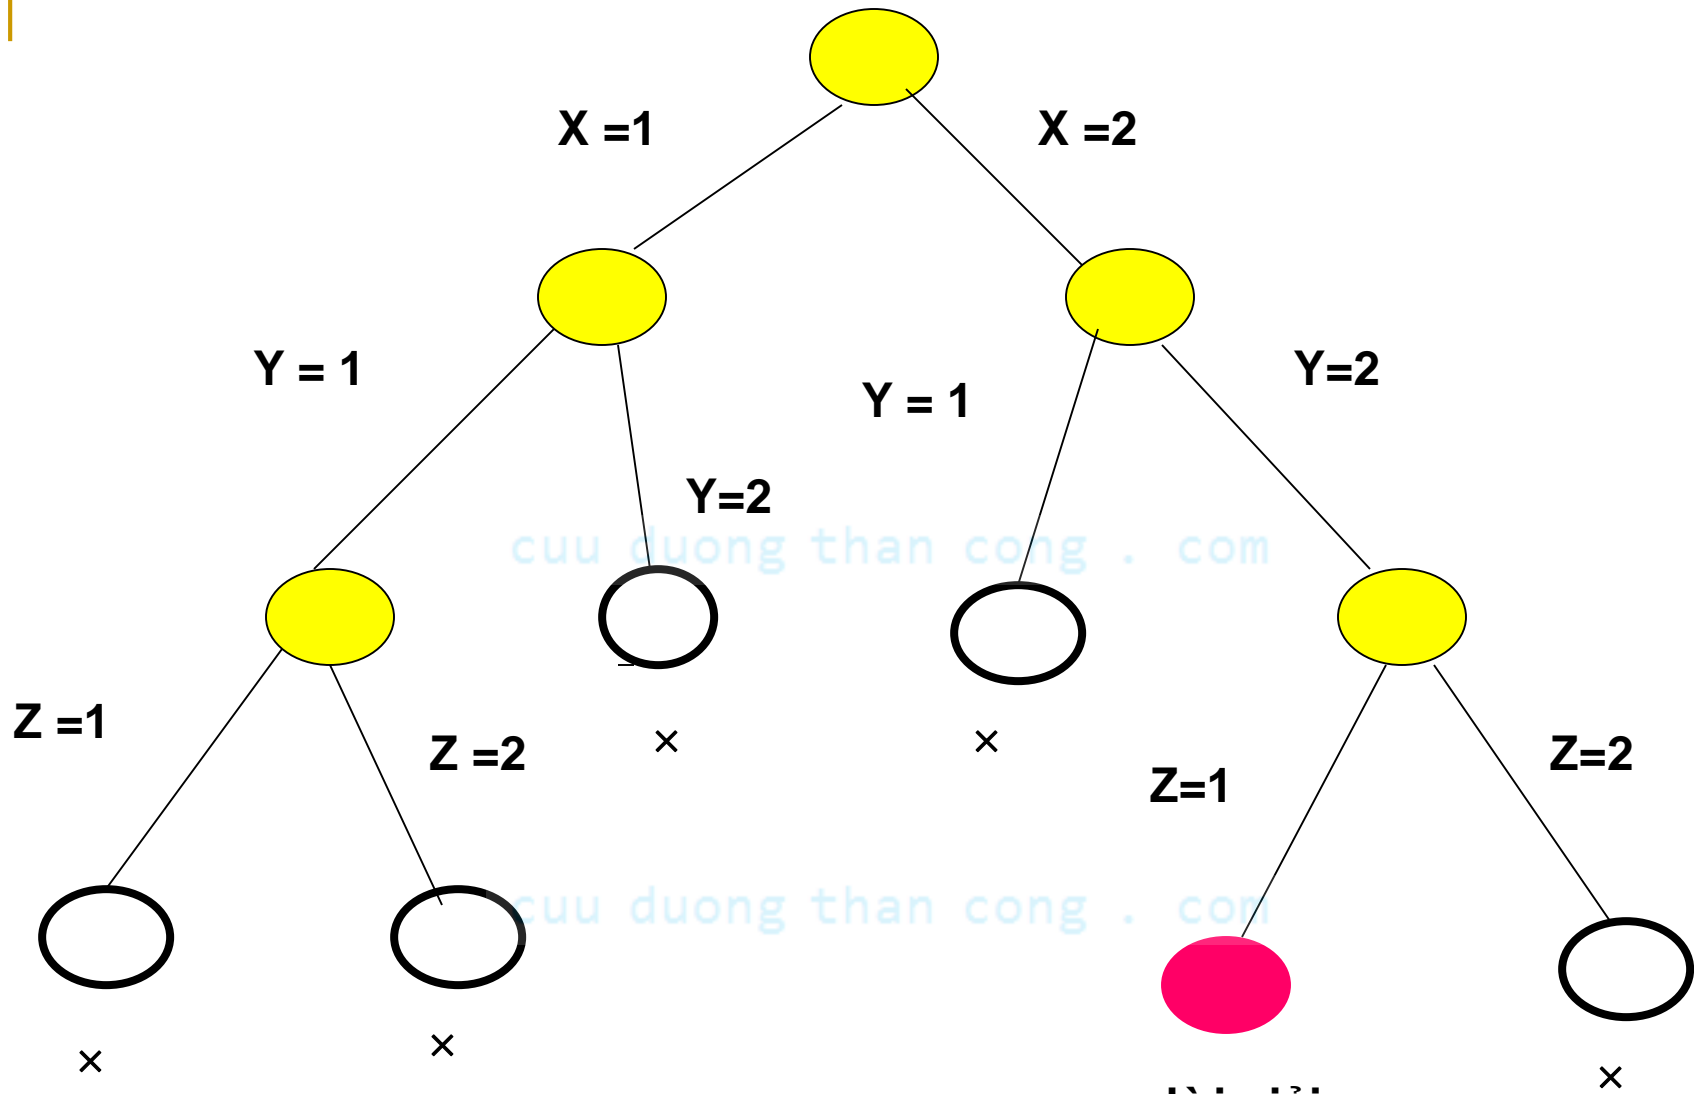 X =1
X =2
Y = 1
Y=2
Y = 1
Y=2
cuu duong than cong . com
Z =1
Z =2
×
×
Z=1
Z=2
cuu duong than cong . com
×
×
×